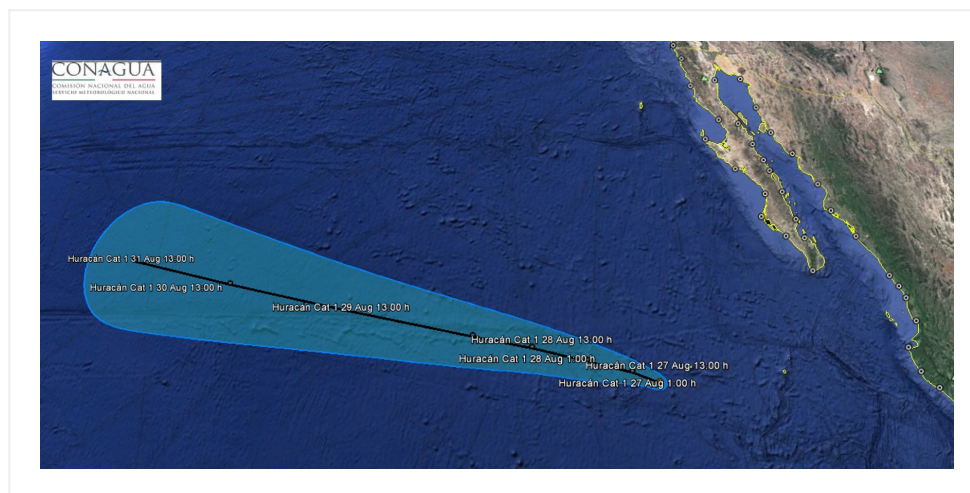 CONAGUA
COMISIÓN NACIONAL DEL AGUA
SERVICIO METEOROLÓGICO NACIONAL
Huracán Cat 1 31 Aug 13:00 h
Huracán Cat 1 30 Aug 13:00 h
Huracán Cat 1 29 Aug 13:00 h
Huracán Cat 1 28 Aug 13:00 h
Huracán Cat 1 28 Aug 1:00 h
Huracán Cat 1 27 Aug 13:00 h
Huracán Cat 1 27 Aug 1:00 h